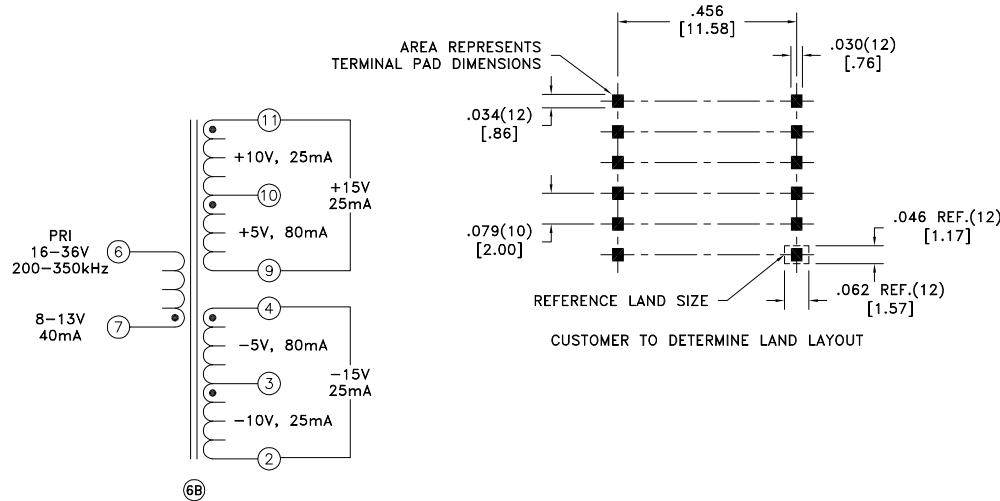 PRI
16–36V
200–350kHz
8–13V
40mA
6
7
11
+10V, 25mA
10
+5V, 80mA
9
+15V
25mA
4
−5V, 80mA
3
−10V, 25mA
2
−15V
25mA
6B
AREA REPRESENTS
TERMINAL PAD DIMENSIONS
.456
[11.58]
.030(12)
[.76]
.034(12)
[.86]
.079(10)
[2.00]
.046 REF.(12)
[1.17]
REFERENCE LAND SIZE
.062 REF.(12)
[1.57]
CUSTOMER TO DETERMINE LAND LAYOUT